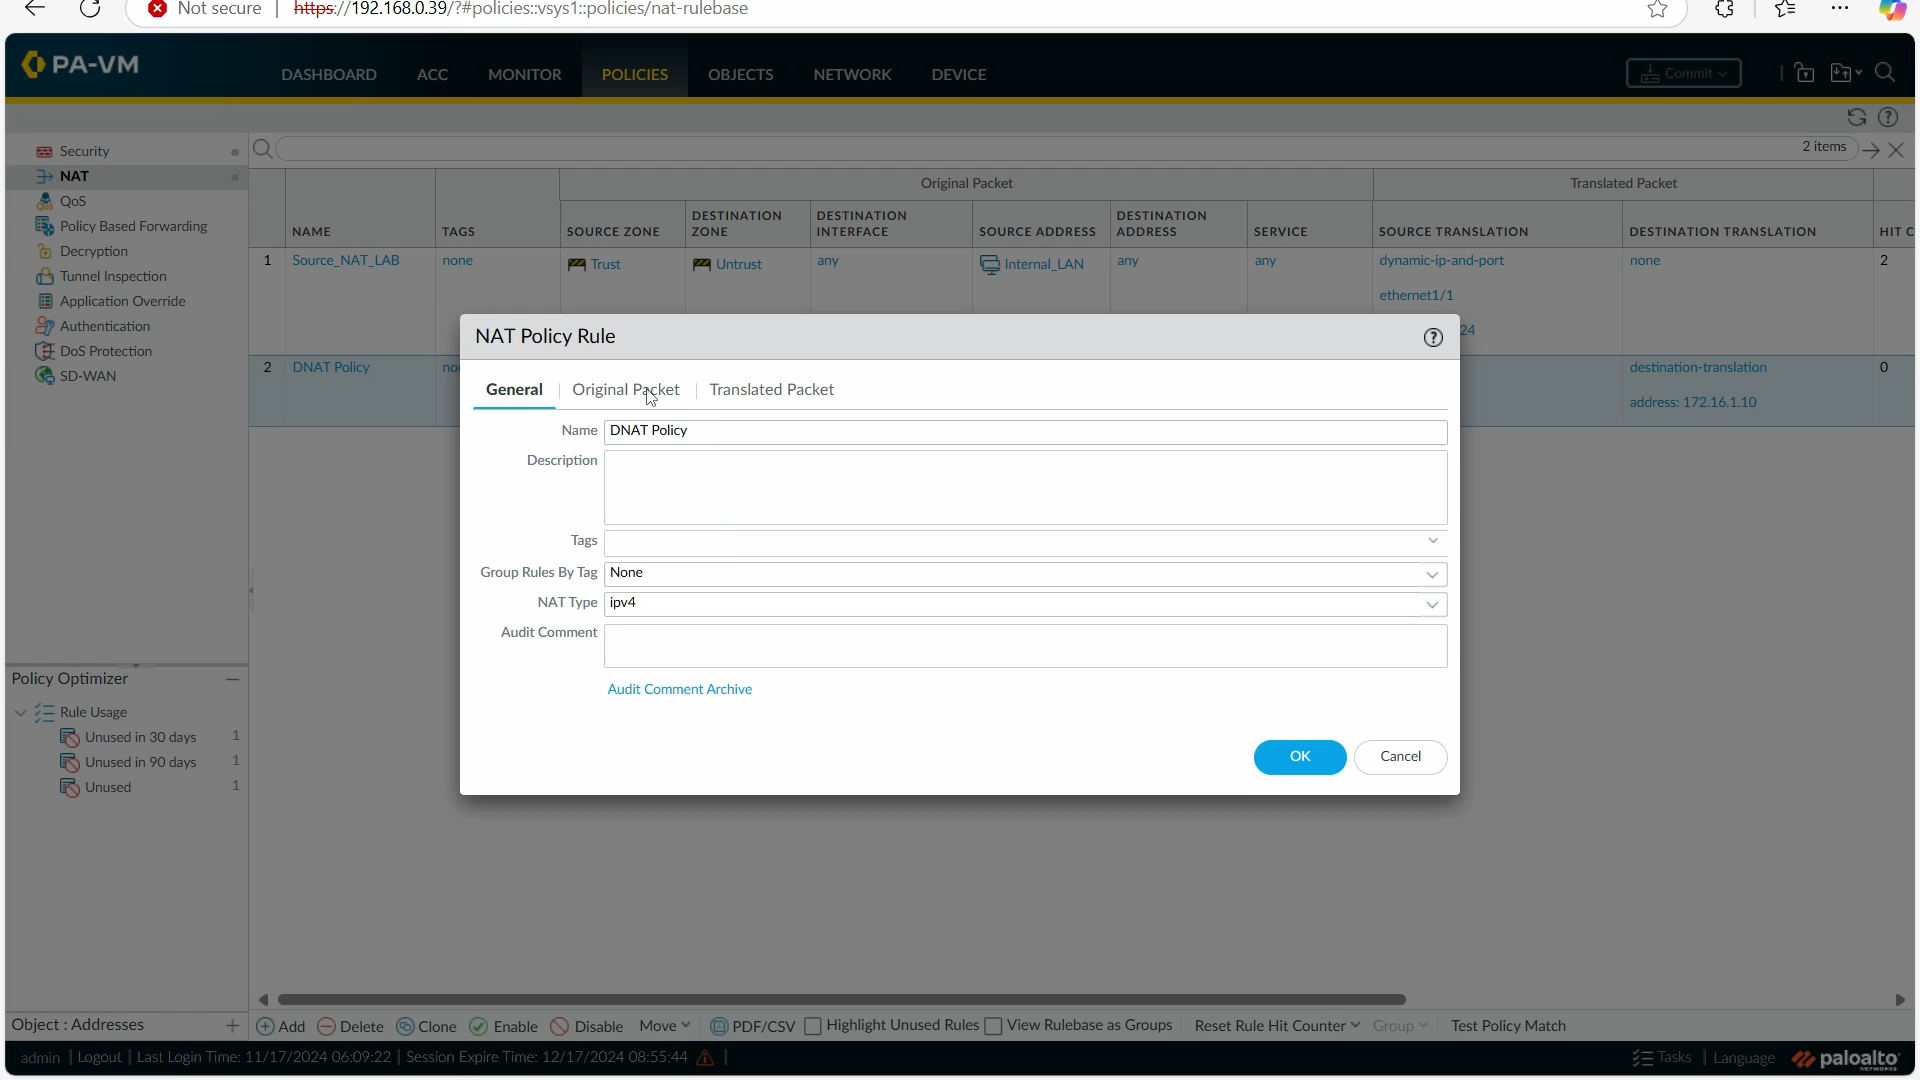 Not secure | https://192.168.0.39/?#policies::vsys1::policies/nat-rulebase
PA-VM
DASHBOARD ACC MONITOR POLICIES OBJECTS NETWORK DEVICE
Commit
Security
NAT
QoS
Policy Based Forwarding
Decryption
Tunnel Inspection
Application Override
Authentication
DoS Protection
SD-WAN
2 items
Original Packet
Translated Packet
NAME
TAGS
SOURCE ZONE
DESTINATION
ZONE
DESTINATION
INTERFACE
SOURCE ADDRESS
DESTINATION
ADDRESS
SERVICE
SOURCE TRANSLATION
DESTINATION TRANSLATION
HIT C
1 Source_NAT_LAB none Trust Untrust any Internal_LAN any any dynamic-ip-and-port none 2
ethernet1/1
24
2 DNAT Policy destination-translation 0
address: 172.16.1.10
NAT Policy Rule
General | Original Packet | Translated Packet
Name DNAT Policy
Description
Tags
Group Rules By Tag None
NAT Type ipv4
Audit Comment
Audit Comment Archive
OK Cancel
Policy Optimizer
Rule Usage
Unused in 30 days 1
Unused in 90 days 1
Unused 1
Object : Addresses
Add Delete Clone Enable Disable Move PDF/CSV Highlight Unused Rules View Rulebase as Groups Reset Rule Hit Counter Group Test Policy Match
admin | Logout | Last Login Time: 11/17/2024 06:09:22 | Session Expire Time: 12/17/2024 08:55:44 |
Tasks | Language
paloalto
NETWORKS